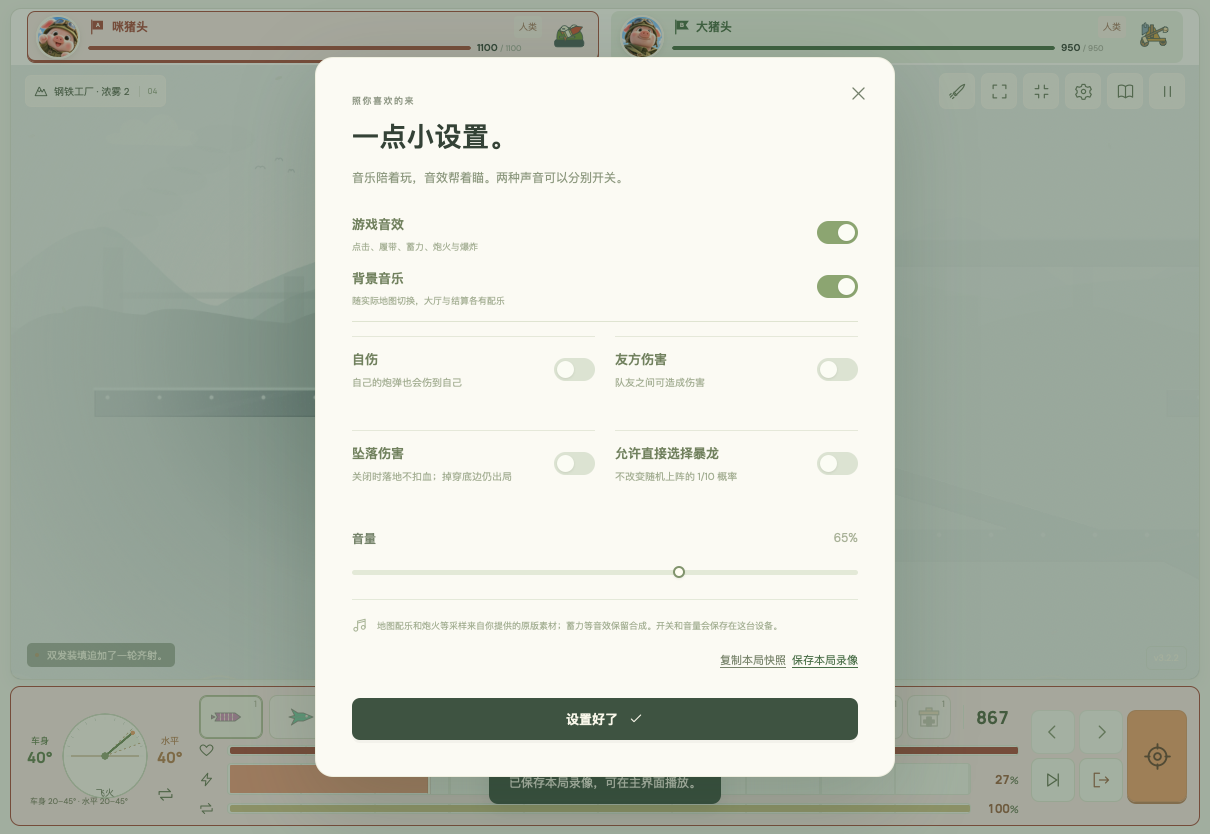 咪猪头
人类
1100 / 1100
大猪头
人类
950 / 950
钢铁工厂 · 浓雾 2
04
照你喜欢的来
一点小设置。
音乐陪着玩，音效帮着瞄。两种声音可以分别开关。
游戏音效
点击、履带、蓄力、炮火与爆炸
背景音乐
随实际地图切换，大厅与结算各有配乐
自伤
自己的炮弹也会伤到自己
友方伤害
队友之间可造成伤害
坠落伤害
关闭时落地不扣血；掉穿底边仍出局
允许直接选择暴龙
不改变随机上阵的 1/10 概率
音量
65%
地图配乐和炮火等采样来自你提供的原版素材；蓄力等音效保留合成。开关和音量会保存在这台设备。
复制本局快照
保存本局录像
设置好了
双发装填追加了一轮齐射。
已保存本局录像，可在主界面播放。
车身
40°
水平
40°
飞火
车身 20–45° · 水平 20–45°
1
1
867
27%
100%